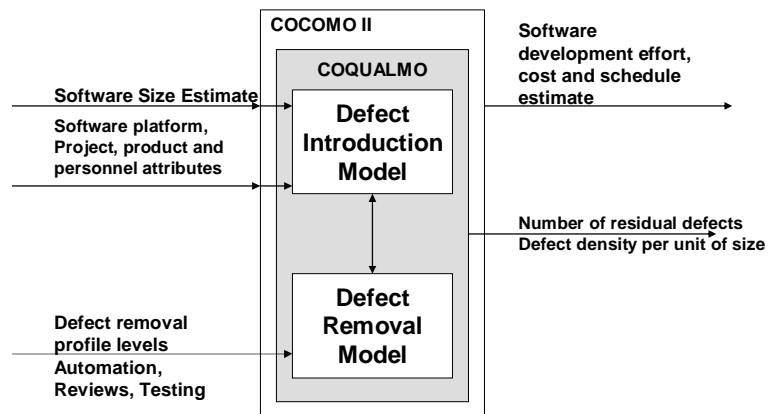 COCOMO II
COQUALMO
Software Size Estimate
Software platform,
Project, product and
personnel attributes
Defect
Introduction
Model
Software
development effort,
cost and schedule
estimate
Number of residual defects
Defect density per unit of size
Defect removal
profile levels
Automation,
Reviews, Testing
Defect
Removal
Model